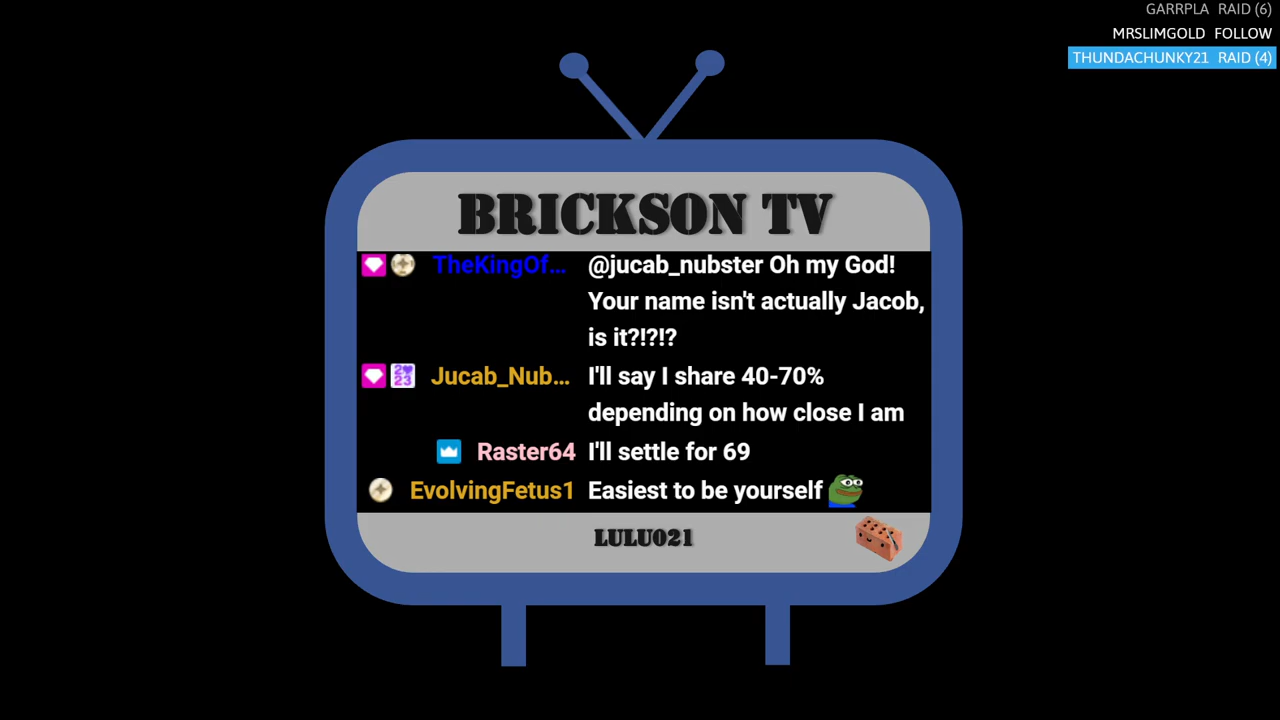 GARRPLA RAID (6)
MRSLIMGOLD FOLLOW
THUNDACHUNKY21 RAID (4)
BRICKSON TV
TheKingOf... @jucab_nubster Oh my God!
Your name isn't actually Jacob,
is it?!?!?
2023
Jucab_Nub... I'll say I share 40-70%
depending on how close I am
Raster64 I'll settle for 69
EvolvingFetus1 Easiest to be yourself
LULU021